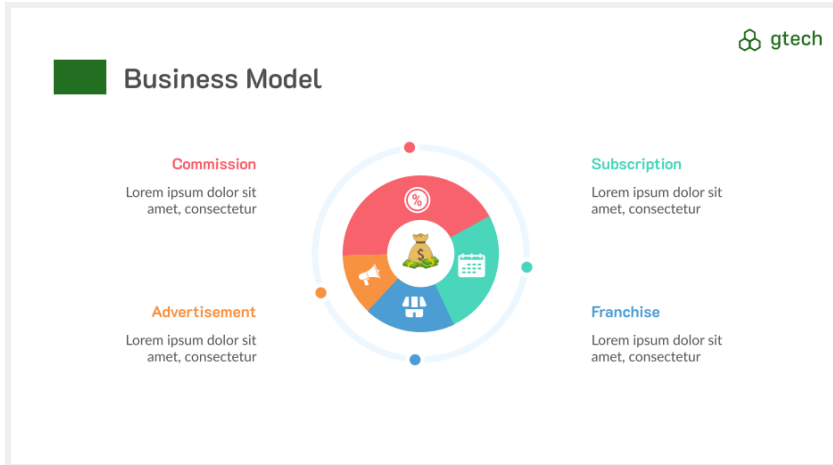 gtech
Business Model
Commission
Lorem ipsum dolor sit
amet, consectetur
Subscription
Lorem ipsum dolor sit
amet, consectetur
%
$
Advertisement
Lorem ipsum dolor sit
amet, consectetur
Franchise
Lorem ipsum dolor sit
amet, consectetur